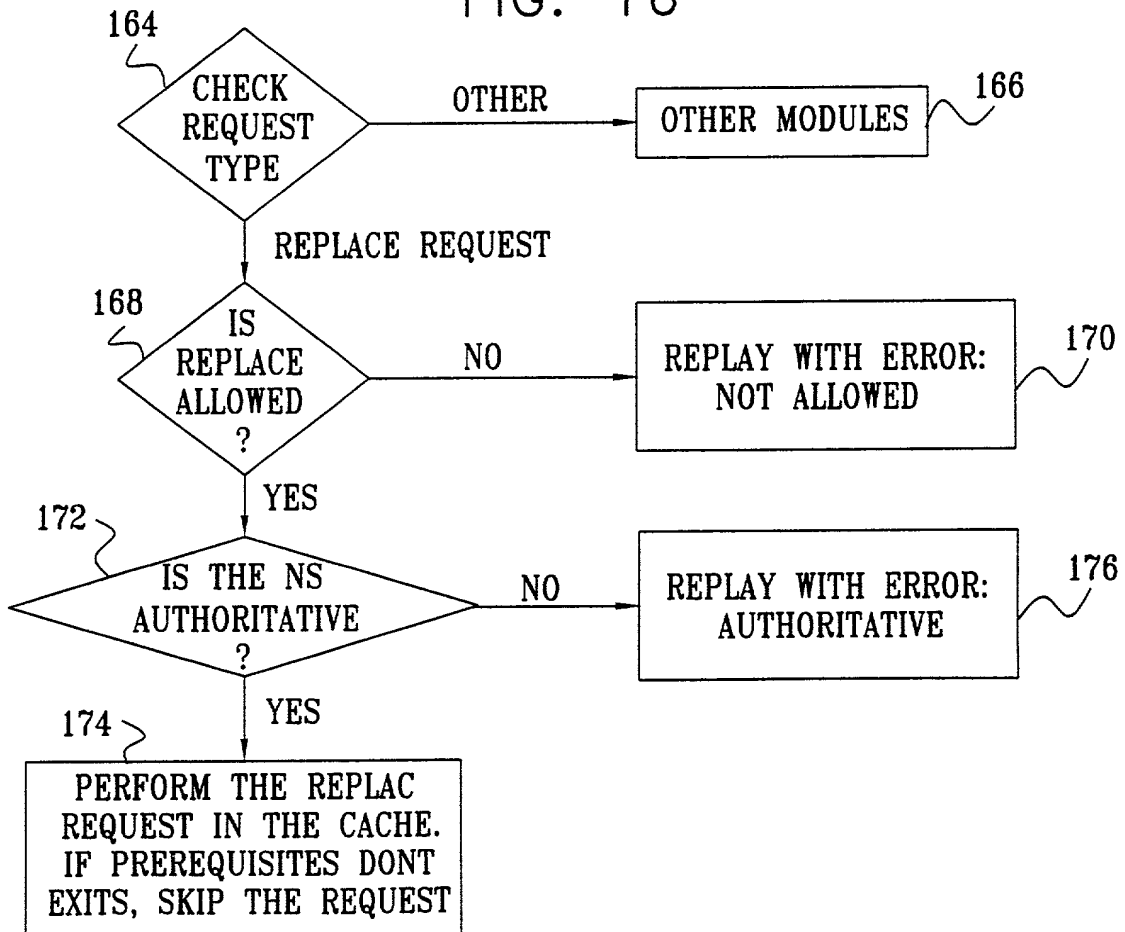 164
CHECK
REQUEST
TYPE
OTHER
OTHER MODULES
166
REPLACE REQUEST
168
IS
REPLACE
ALLOWED
?
NO
REPLAY WITH ERROR:
NOT ALLOWED
170
YES
172
IS THE NS
AUTHORITATIVE
?
NO
REPLAY WITH ERROR:
AUTHORITATIVE
176
YES
174
PERFORM THE REPLAC
REQUEST IN THE CACHE.
IF PREREQUISITES DONT
EXITS, SKIP THE REQUEST